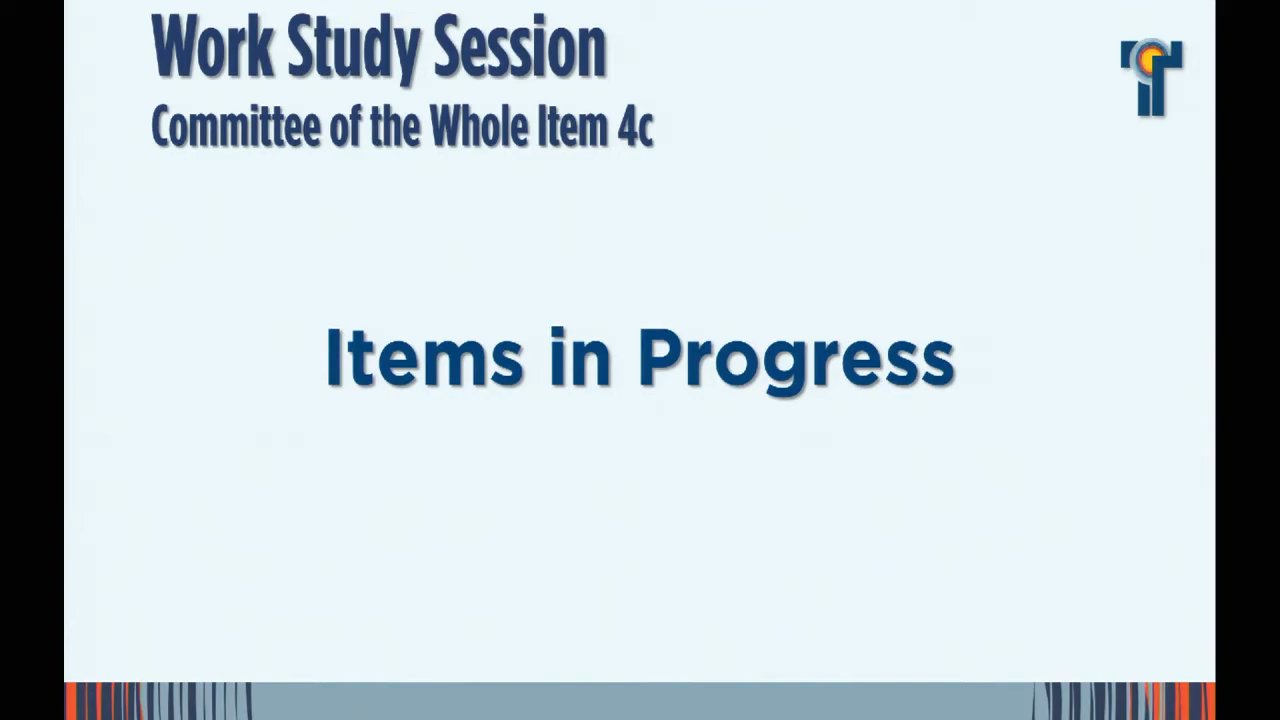 Work Study Session
Committee of the Whole Item 4c
Items in Progress